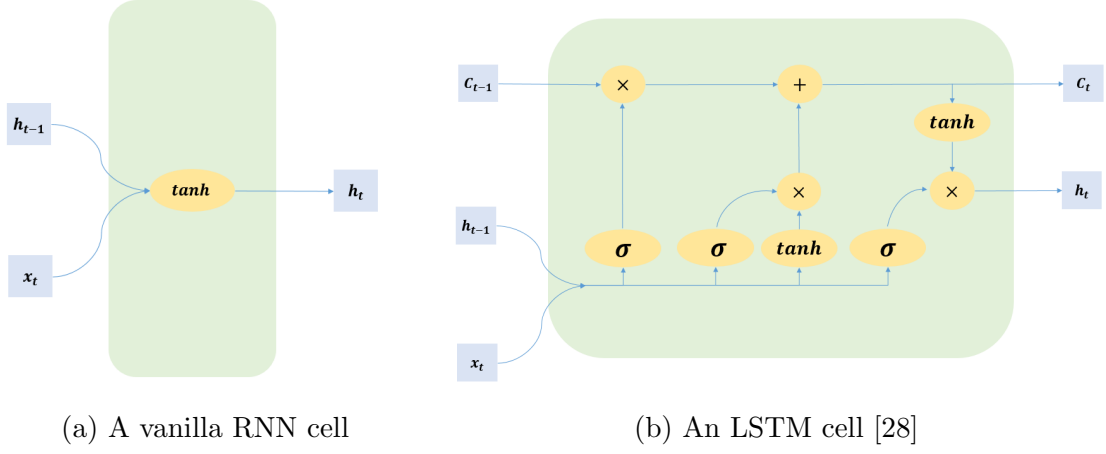 h_{t-1}
x_t
tanh
h_t
(a) A vanilla RNN cell
C_{t-1}
×
+
C_t
tanh
×
×
h_t
h_{t-1}
σ
σ
tanh
σ
x_t
(b) An LSTM cell [28]